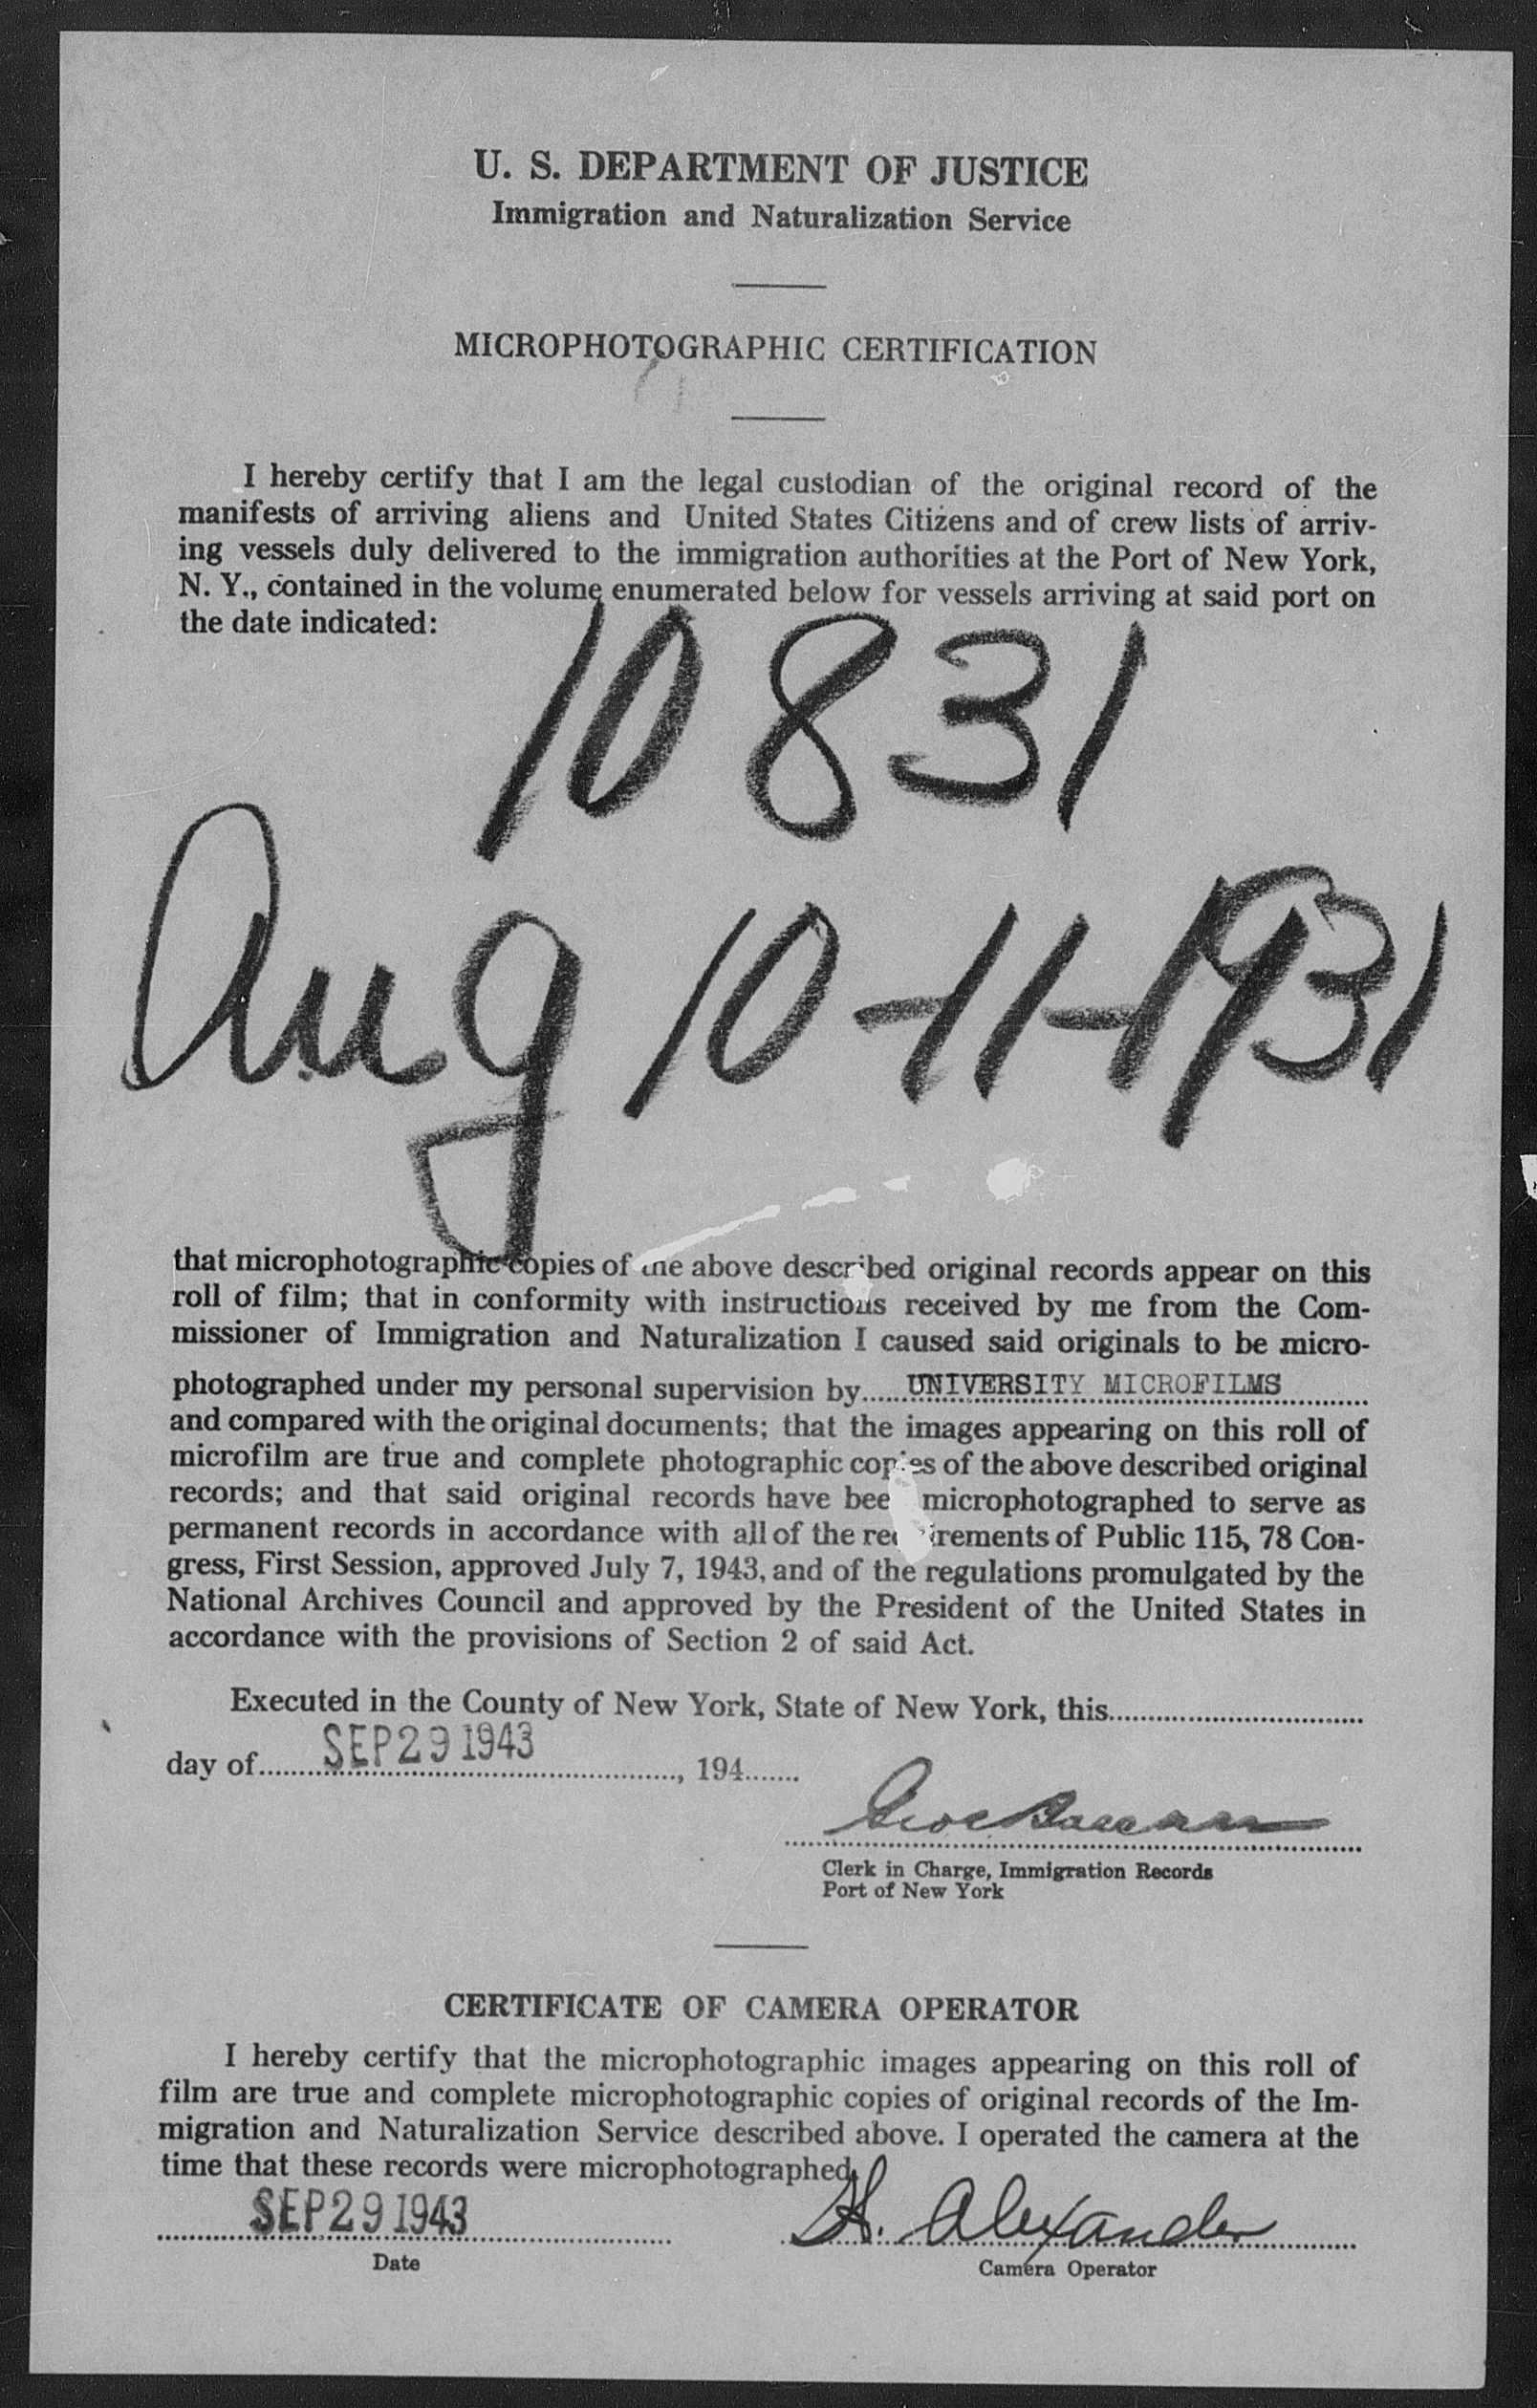 U. S. DEPARTMENT OF JUSTICE
Immigration and Naturalization Service
MICROPHOTOGRAPHIC CERTIFICATION
I hereby certify that I am the legal custodian of the original record of the
manifests of arriving aliens and United States Citizens and of crew lists of arriv-
ing vessels duly delivered to the immigration authorities at the Port of New York,
N. Y., contained in the volume enumerated below for vessels arriving at said port on
the date indicated:
10831
Aug 10-11-1931
that microphotographic copies of the above described original records appear on this
roll of film; that in conformity with instructions received by me from the Com-
missioner of Immigration and Naturalization I caused said originals to be micro-
photographed under my personal supervision by UNIVERSITY MICROFILMS
and compared with the original documents; that the images appearing on this roll of
microfilm are true and complete photographic copies of the above described original
records; and that said original records have been microphotographed to serve as
permanent records in accordance with all of the requirements of Public 115, 78 Con-
gress, First Session, approved July 7, 1943, and of the regulations promulgated by the
National Archives Council and approved by the President of the United States in
accordance with the provisions of Section 2 of said Act.
Executed in the County of New York, State of New York, this
day of SEP 29 1943, 194
Clerk in Charge, Immigration Records
Port of New York
CERTIFICATE OF CAMERA OPERATOR
I hereby certify that the microphotographic images appearing on this roll of
film are true and complete microphotographic copies of original records of the Im-
migration and Naturalization Service described above. I operated the camera at the
time that these records were microphotographed.
SEP 29 1943 H. Alexander
Date Camera Operator